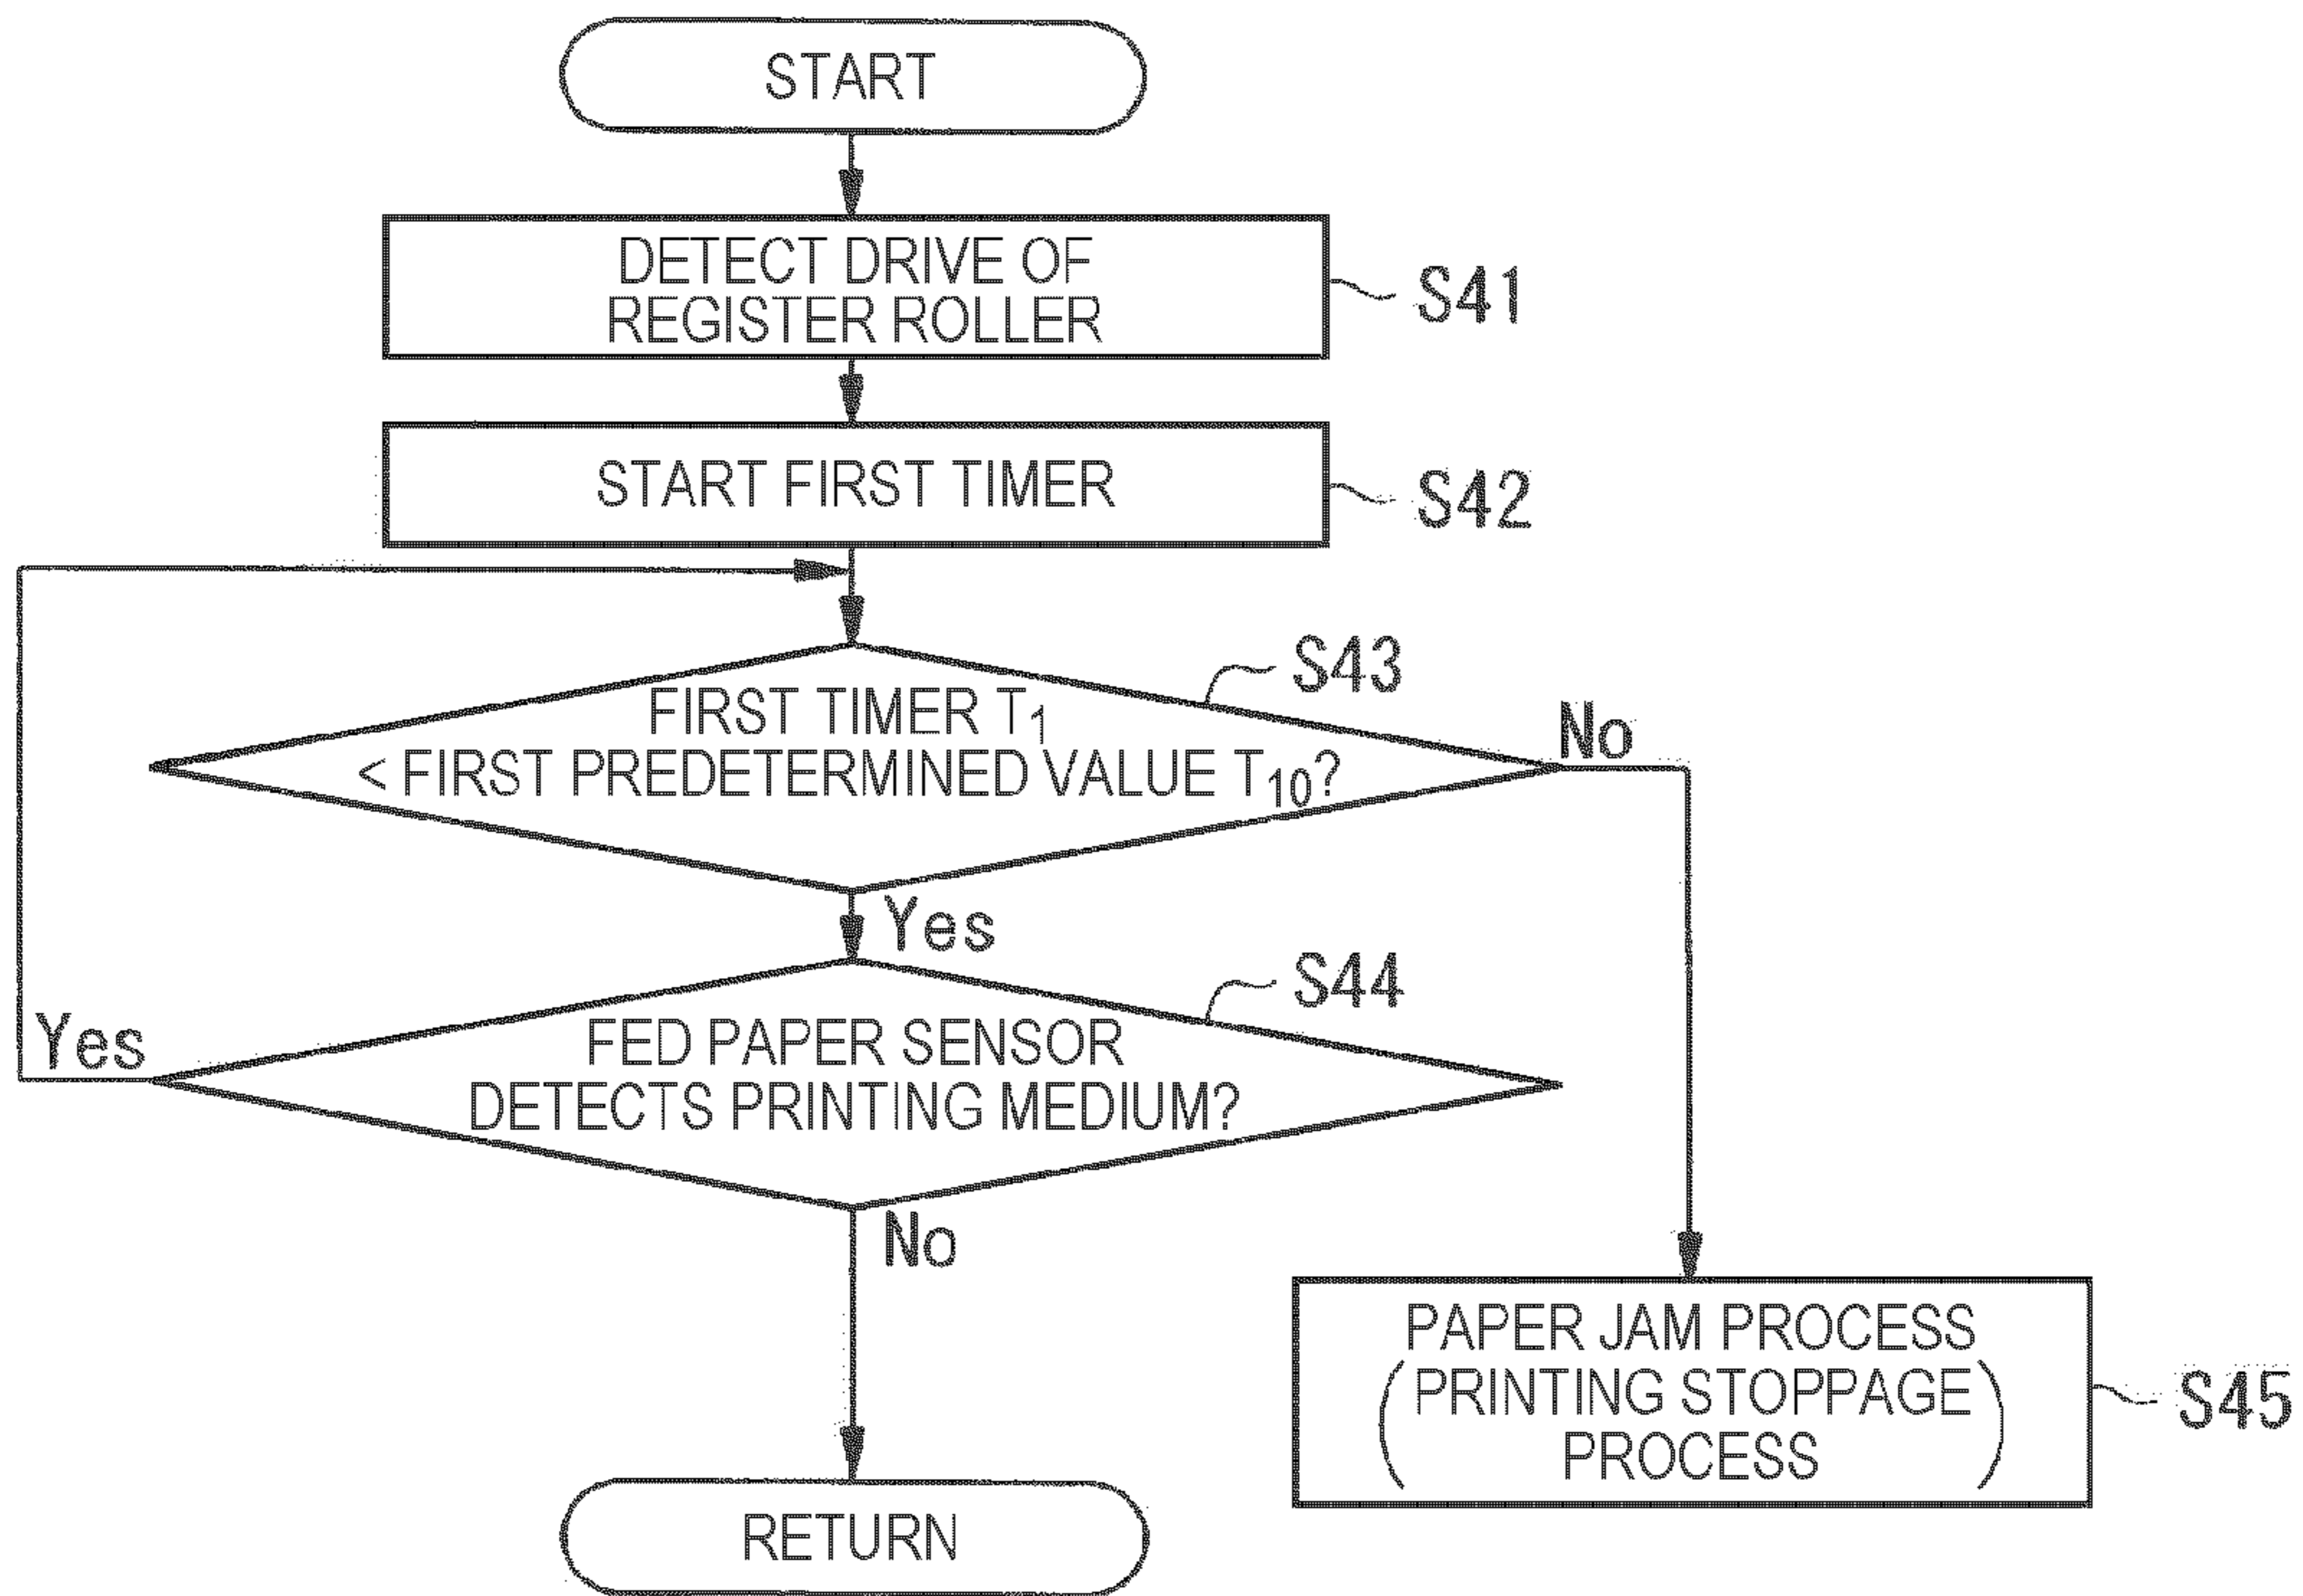 START
DETECT DRIVE OF
REGISTER ROLLER
S41
START FIRST TIMER
S42
S43
FIRST TIMER T₁
< FIRST PREDETERMINED VALUE T₁₀?
No
Yes
S44
FED PAPER SENSOR
DETECTS PRINTING MEDIUM?
Yes
No
PAPER JAM PROCESS
(PRINTING STOPPAGE
PROCESS)
S45
RETURN